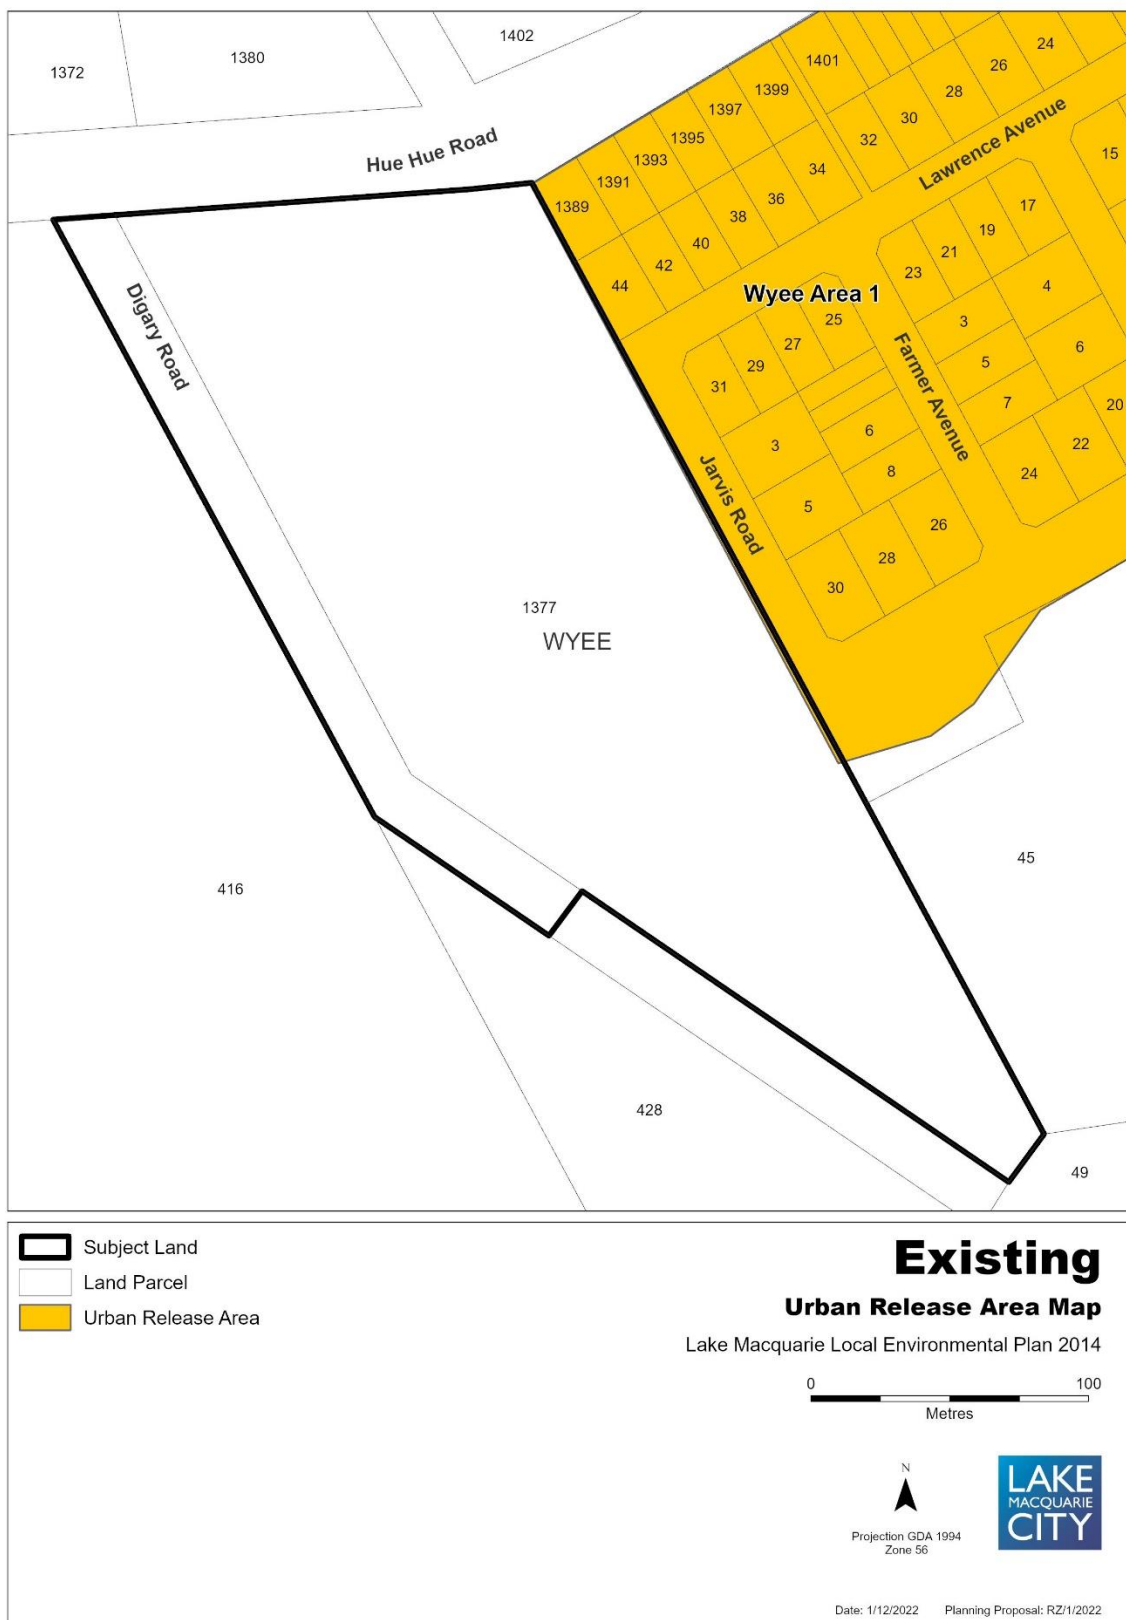 1402
1380
1372
24
1401
26
1399
28
1397
30
1395
32
Hue Hue Road
1393
Lawrence Avenue
15
1391
34
1389
36
17
38
19
40
21
42
23
44
Wyee Area 1
4
Digary Road
25
3
27
6
29
Farmer Avenue
5
31
7
20
6
3
22
8
24
Jarvis Road
5
26
28
30
1377
WYEE
45
416
428
49
Subject Land
Land Parcel
Urban Release Area
Existing
Urban Release Area Map
Lake Macquarie Local Environmental Plan 2014
0 100
Metres
N
Projection GDA 1994
Zone 56
LAKE
MACQUARIE
CITY
Date: 1/12/2022 Planning Proposal: RZ/1/2022